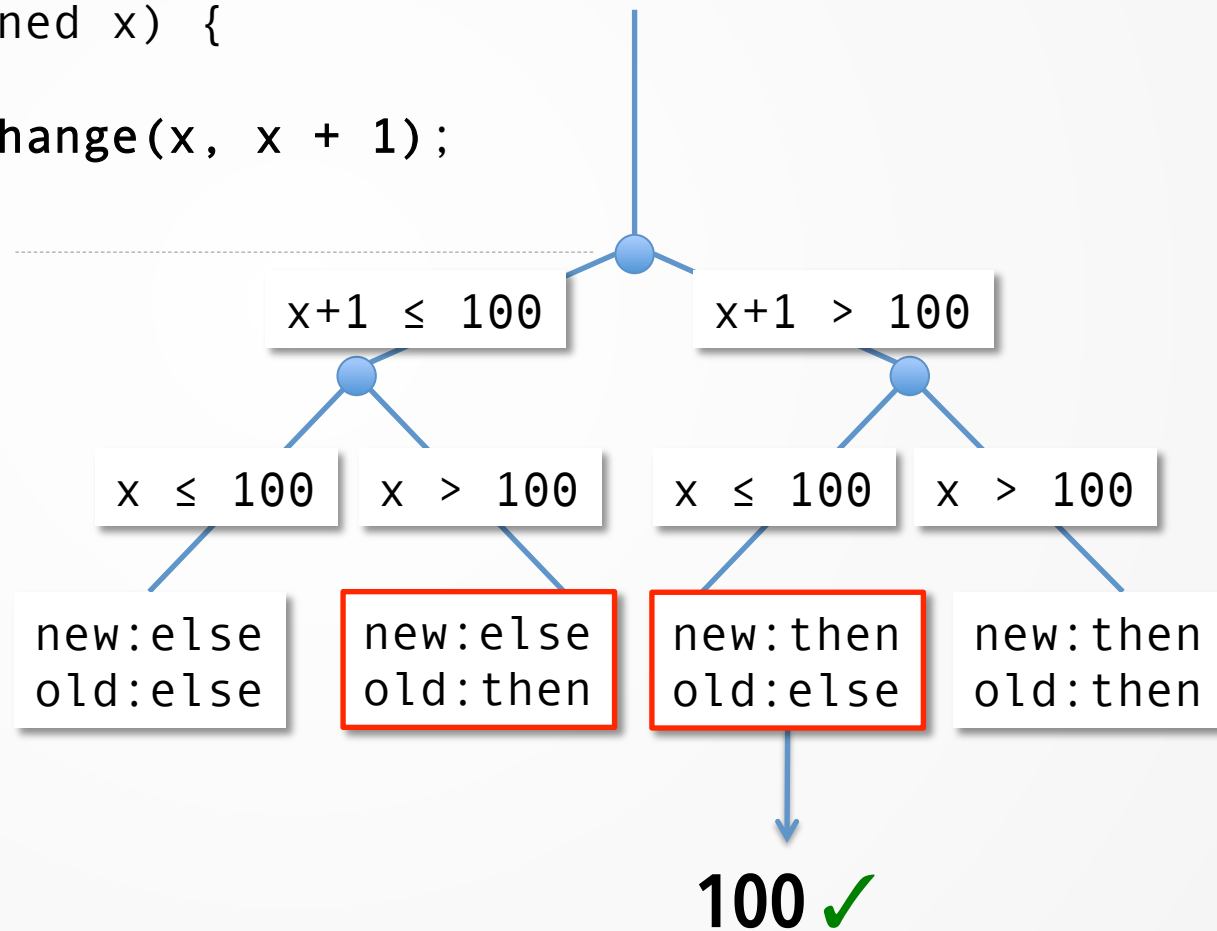 ned x) {
hange(x, x + 1);
x+1 ≤ 100
x+1 > 100
x ≤ 100
x > 100
x ≤ 100
x > 100
new:else
old:else
new:else
old:then
new:then
old:else
new:then
old:then
100 ✓